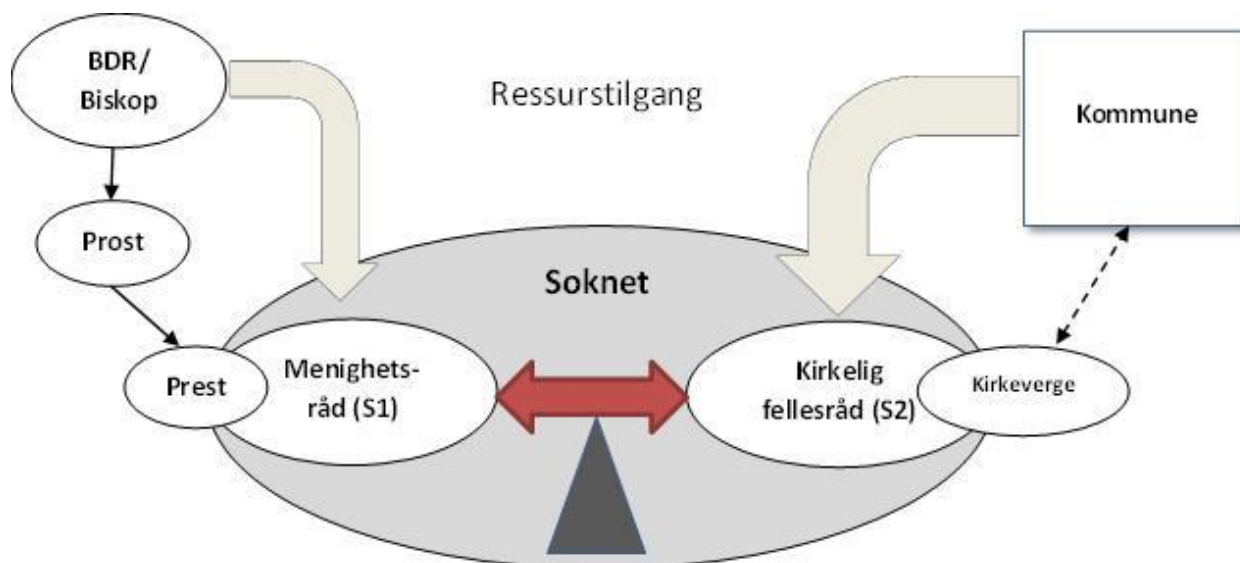 BDR/
Biskop
Ressurstilgang
Kommune
Prost
Soknet
Prest
Menighets-
råd (S1)
Kirkelig
fellesråd (S2)
Kirkeverge